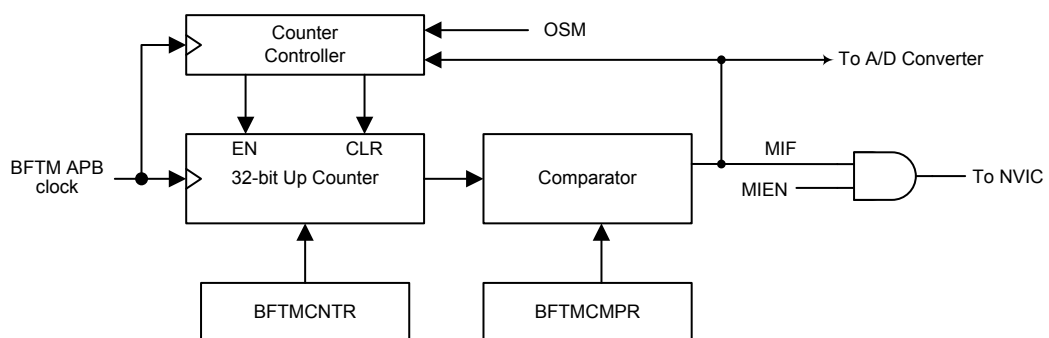 Counter
Controller
OSM
To A/D Converter
EN
CLR
BFTM APB
clock
32-bit Up Counter
Comparator
MIF
MIEN
To NVIC
BFTMCNTR
BFTMCMPR